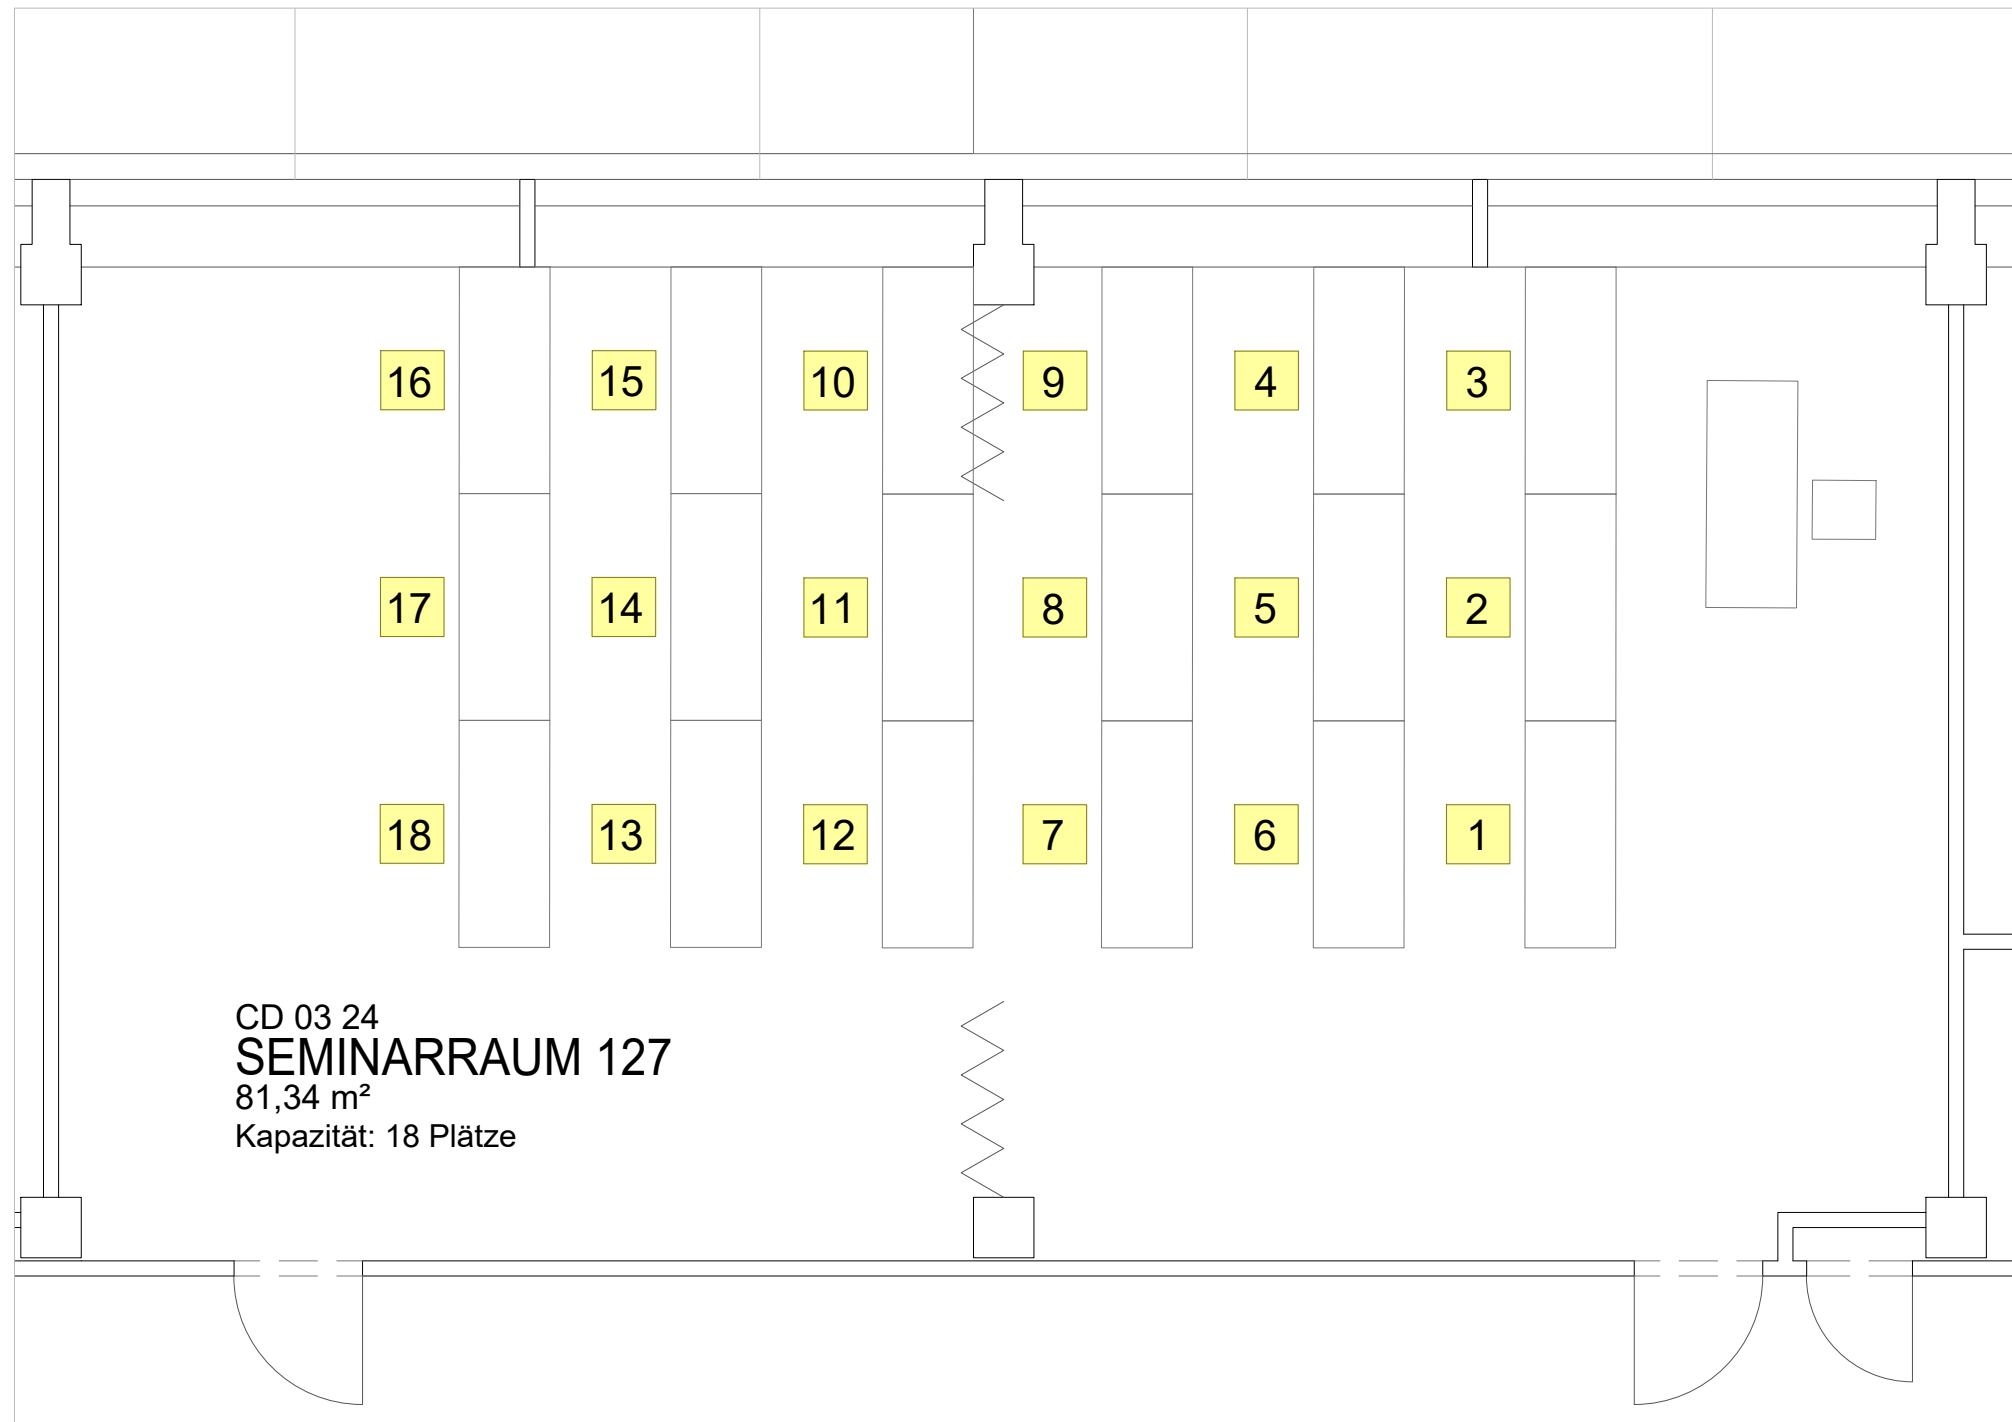 16 15 10 9 4 3
17 14 11 8 5 2
18 13 12 7 6 1
CD 03 24
SEMINARRAUM 127
81,34 m²
Kapazität: 18 Plätze